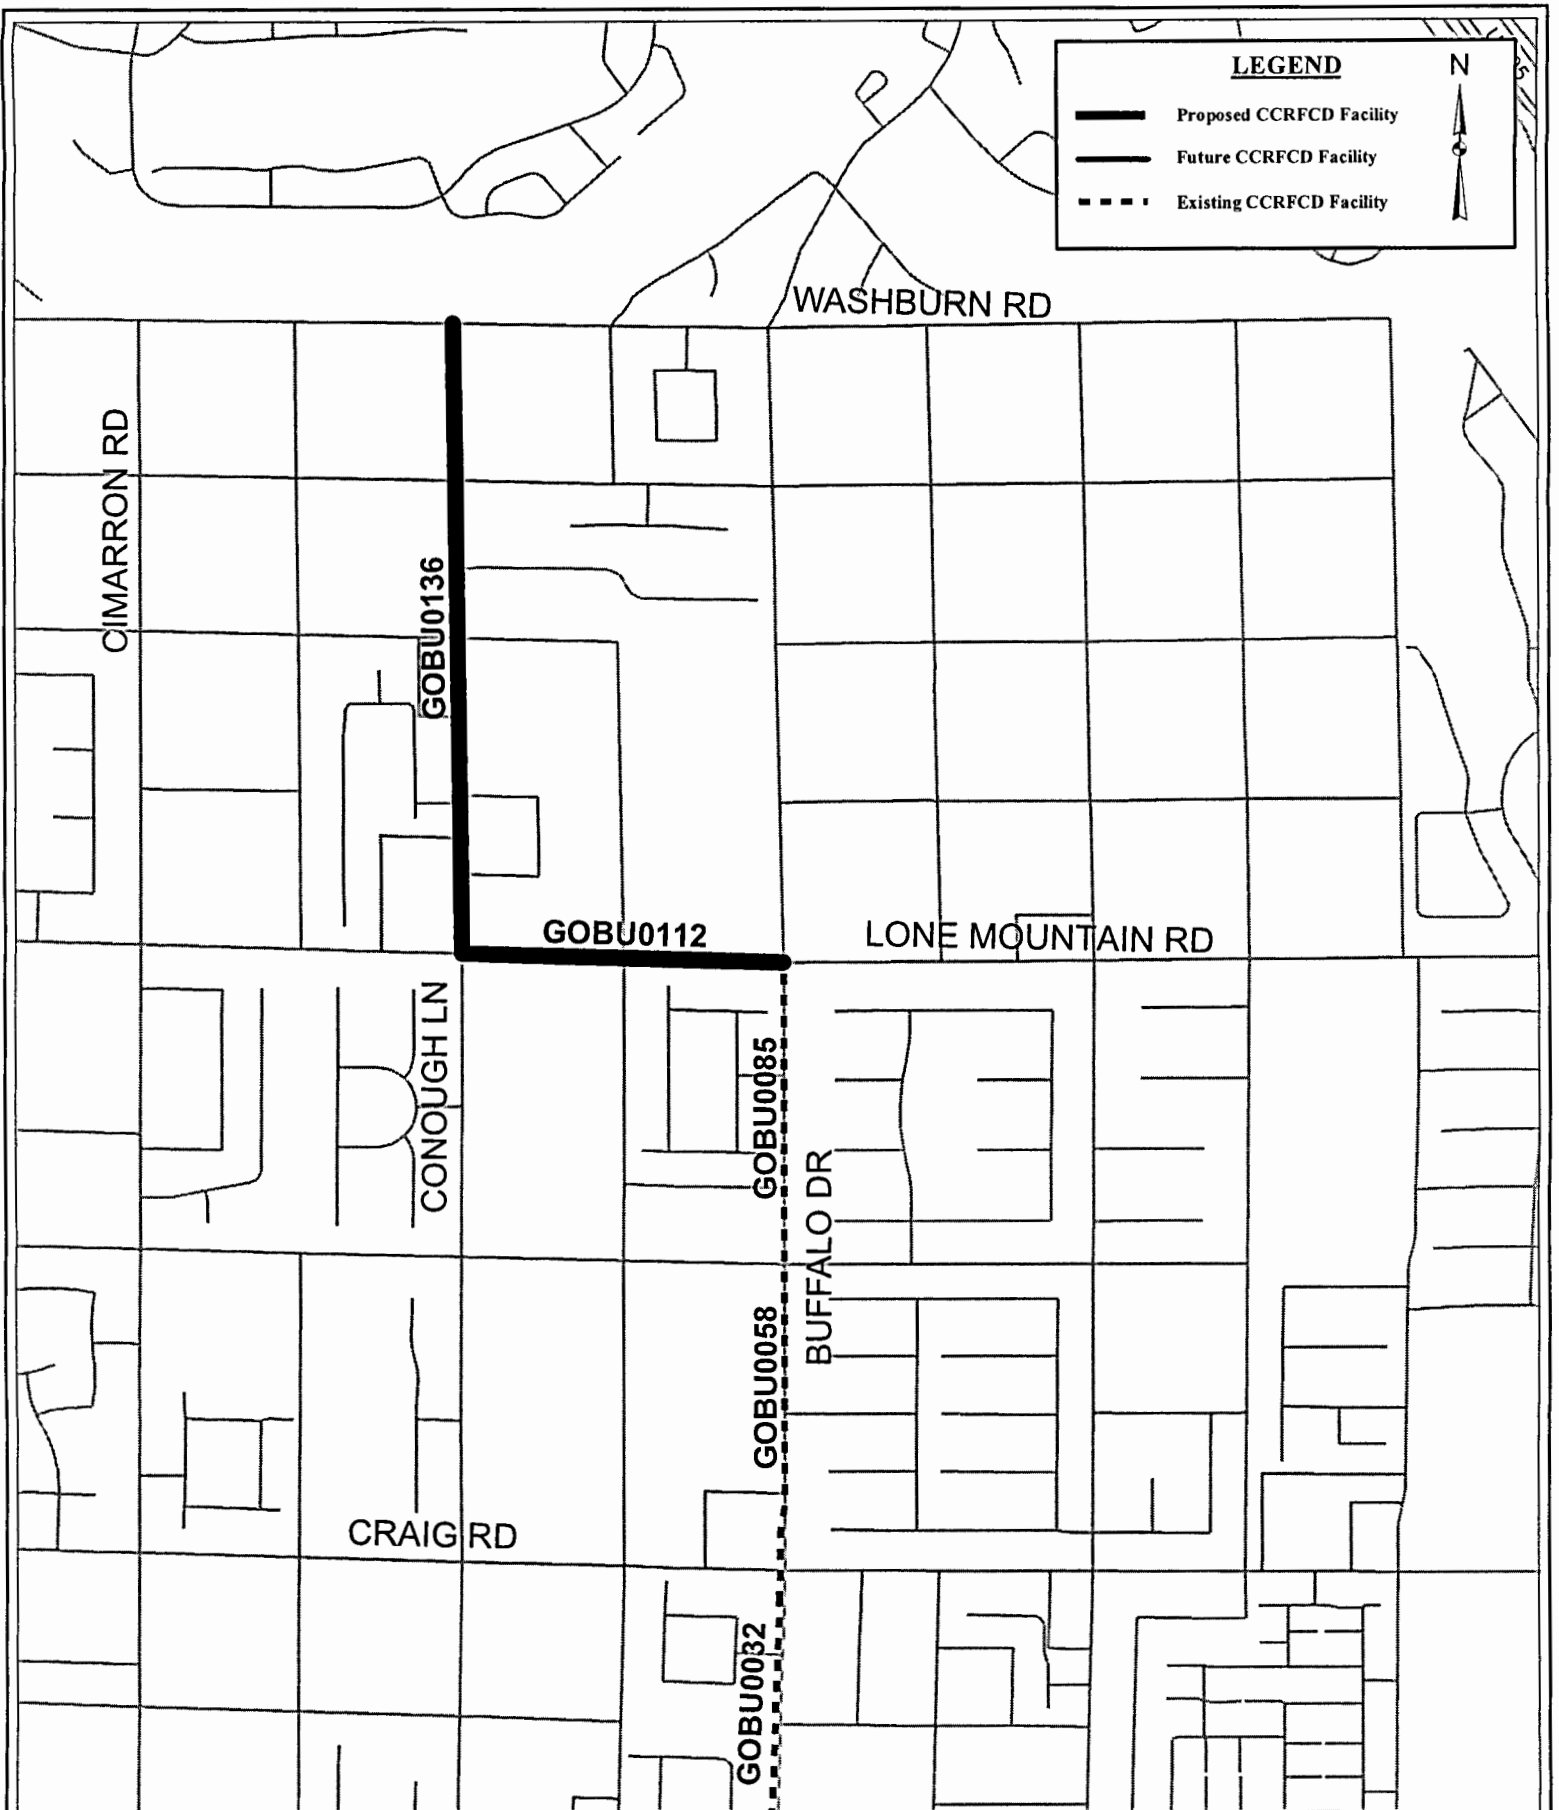 LEGEND
N
Proposed CCRFCD Facility
Future CCRFCD Facility
Existing CCRFCD Facility
WASHBURN RD
CIMARRON RD
GOBU0136
GOBU0112
LONE MOUNTAIN RD
CONOUGH LN
GOBU0085
BUFFALO DR
GOBU0058
CRAIG RD
GOBU0032